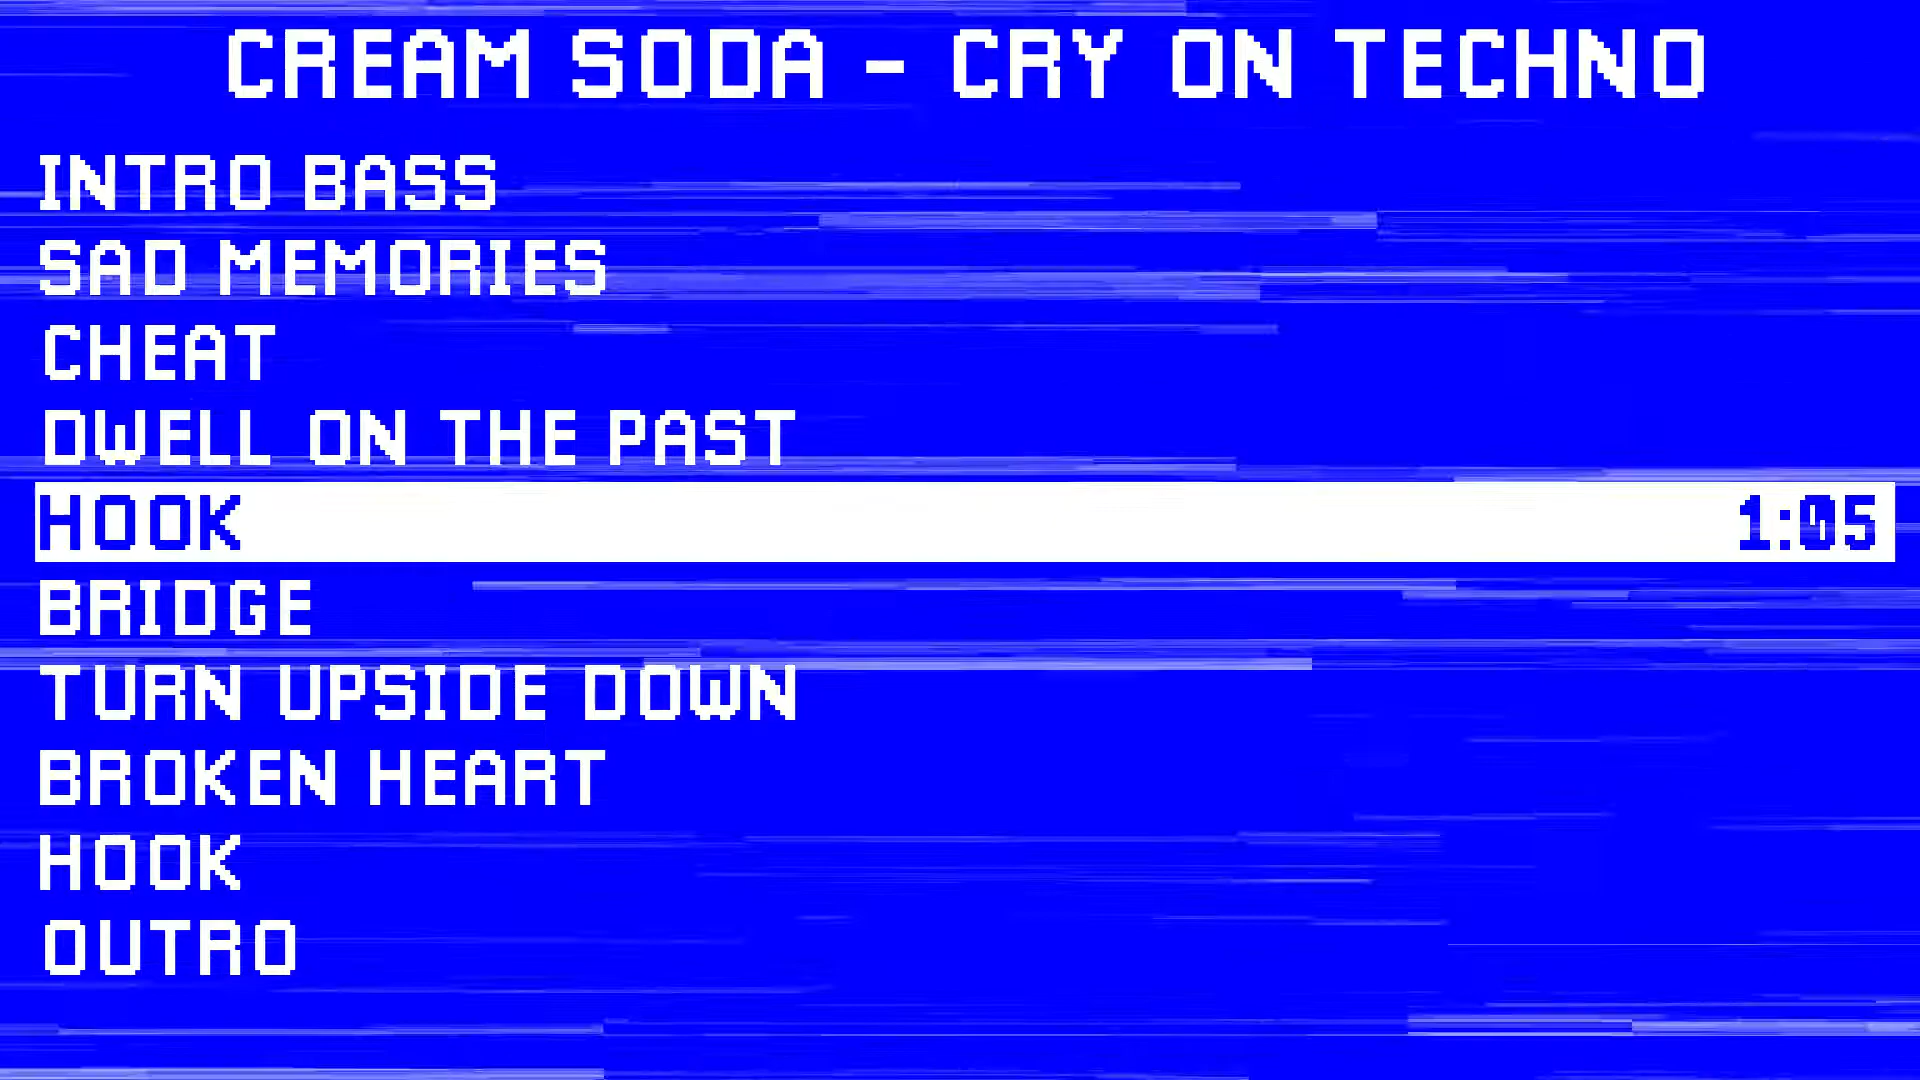 CREAM SODA - CRY ON TECHNO
INTRO BASS
SAD MEMORIES
CHEAT
DWELL ON THE PAST
HOOK 1:05
BRIDGE
TURN UPSIDE DOWN
BROKEN HEART
HOOK
OUTRO